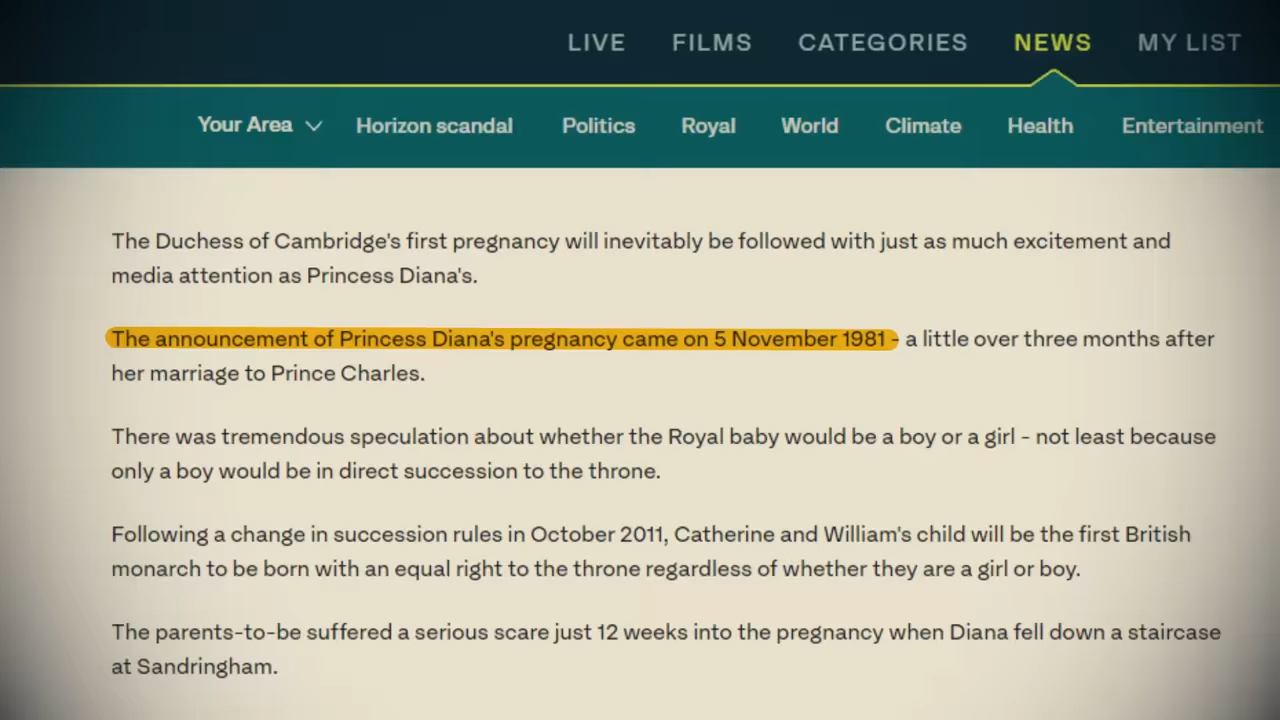 LIVE FILMS CATEGORIES NEWS MY LIST
Your Area Horizon scandal Politics Royal World Climate Health Entertainment
The Duchess of Cambridge's first pregnancy will inevitably be followed with just as much excitement and
media attention as Princess Diana's.
The announcement of Princess Diana's pregnancy came on 5 November 1981 - a little over three months after
her marriage to Prince Charles.
There was tremendous speculation about whether the Royal baby would be a boy or a girl - not least because
only a boy would be in direct succession to the throne.
Following a change in succession rules in October 2011, Catherine and William's child will be the first British
monarch to be born with an equal right to the throne regardless of whether they are a girl or boy.
The parents-to-be suffered a serious scare just 12 weeks into the pregnancy when Diana fell down a staircase
at Sandringham.